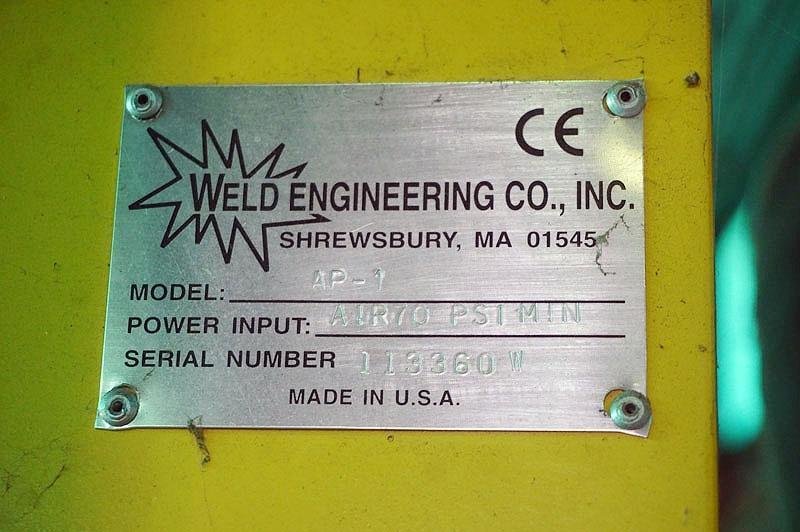 CE
WELD ENGINEERING CO., INC.
SHREWSBURY, MA 01545
MODEL: AP-1
POWER INPUT: AIR70 PSI MIN
SERIAL NUMBER 113360 W
MADE IN U.S.A.